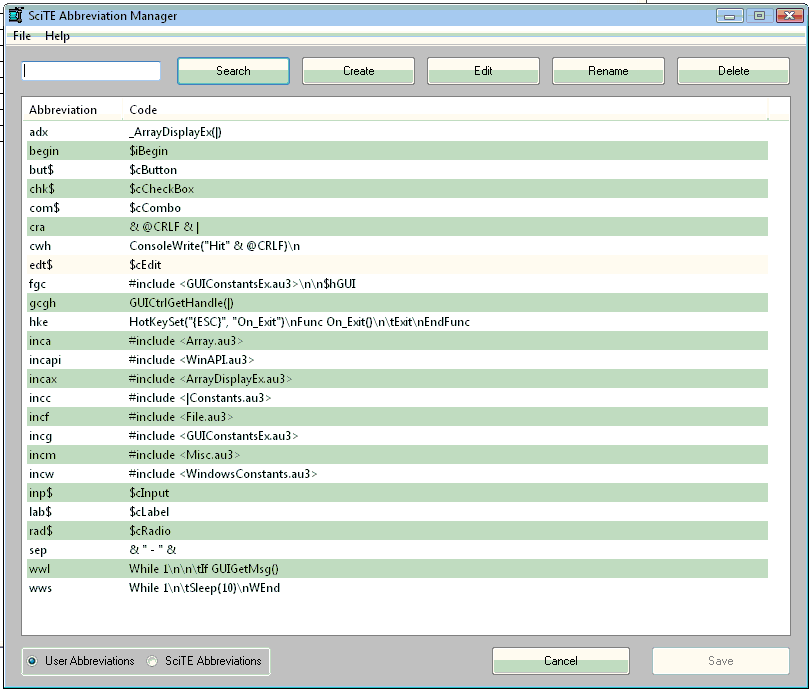 SciTE Abbreviation Manager
File Help
Search Create Edit Rename Delete
Abbreviation Code
adx _ArrayDisplayEx(|)
begin $iBegin
but$ $cButton
chk$ $cCheckBox
com$ $cCombo
cra & @CRLF & |
cwh ConsoleWrite("Hit" & @CRLF)\n
edt$ $cEdit
fgc #include <GUIConstantsEx.au3>\n\n$hGUI
gcgh GUICtrlGetHandle(|)
hke HotKeySet("{ESC}", "On_Exit")\nFunc On_Exit()\n\tExit\nEndFunc
inca #include <Array.au3>
incapi #include <WinAPI.au3>
incax #include <ArrayDisplayEx.au3>
incc #include <|Constants.au3>
incf #include <File.au3>
incg #include <GUIConstantsEx.au3>
incm #include <Misc.au3>
incw #include <WindowsConstants.au3>
inp$ $cInput
lab$ $cLabel
rad$ $cRadio
sep & " - " &
wwl While 1\n\n\tIf GUIGetMsg()
wws While 1\n\tSleep(10)\nWEnd
User Abbreviations SciTE Abbreviations Cancel Save